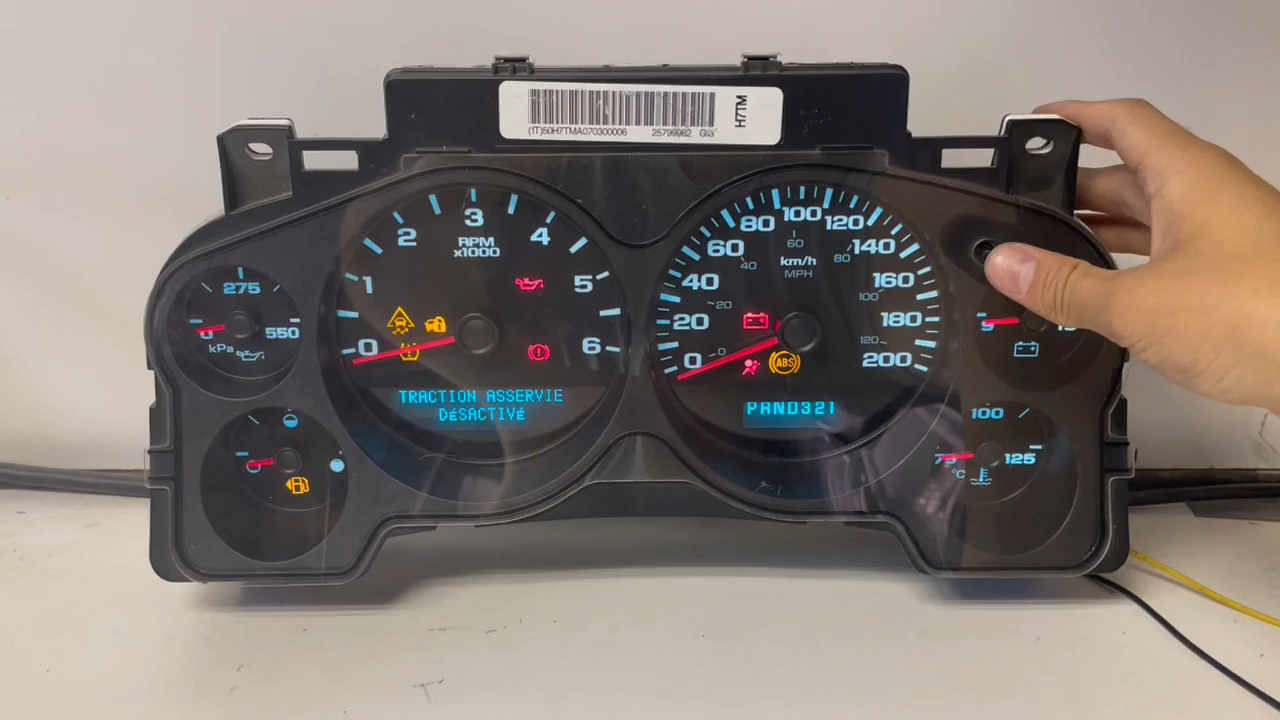 (1T)50H7TMA070300006 25799982
H7TM
275
550
kPa
0 1 2 3 4 5 6
RPM
x1000
TRACTION ASSERVIE
DéSACTIVé
0 20 40 60 80 100 120 140 160 180 200
km/h
MPH
0 20 40 60 80 100 120
ABS
PRND321
9
100
75
125
°C